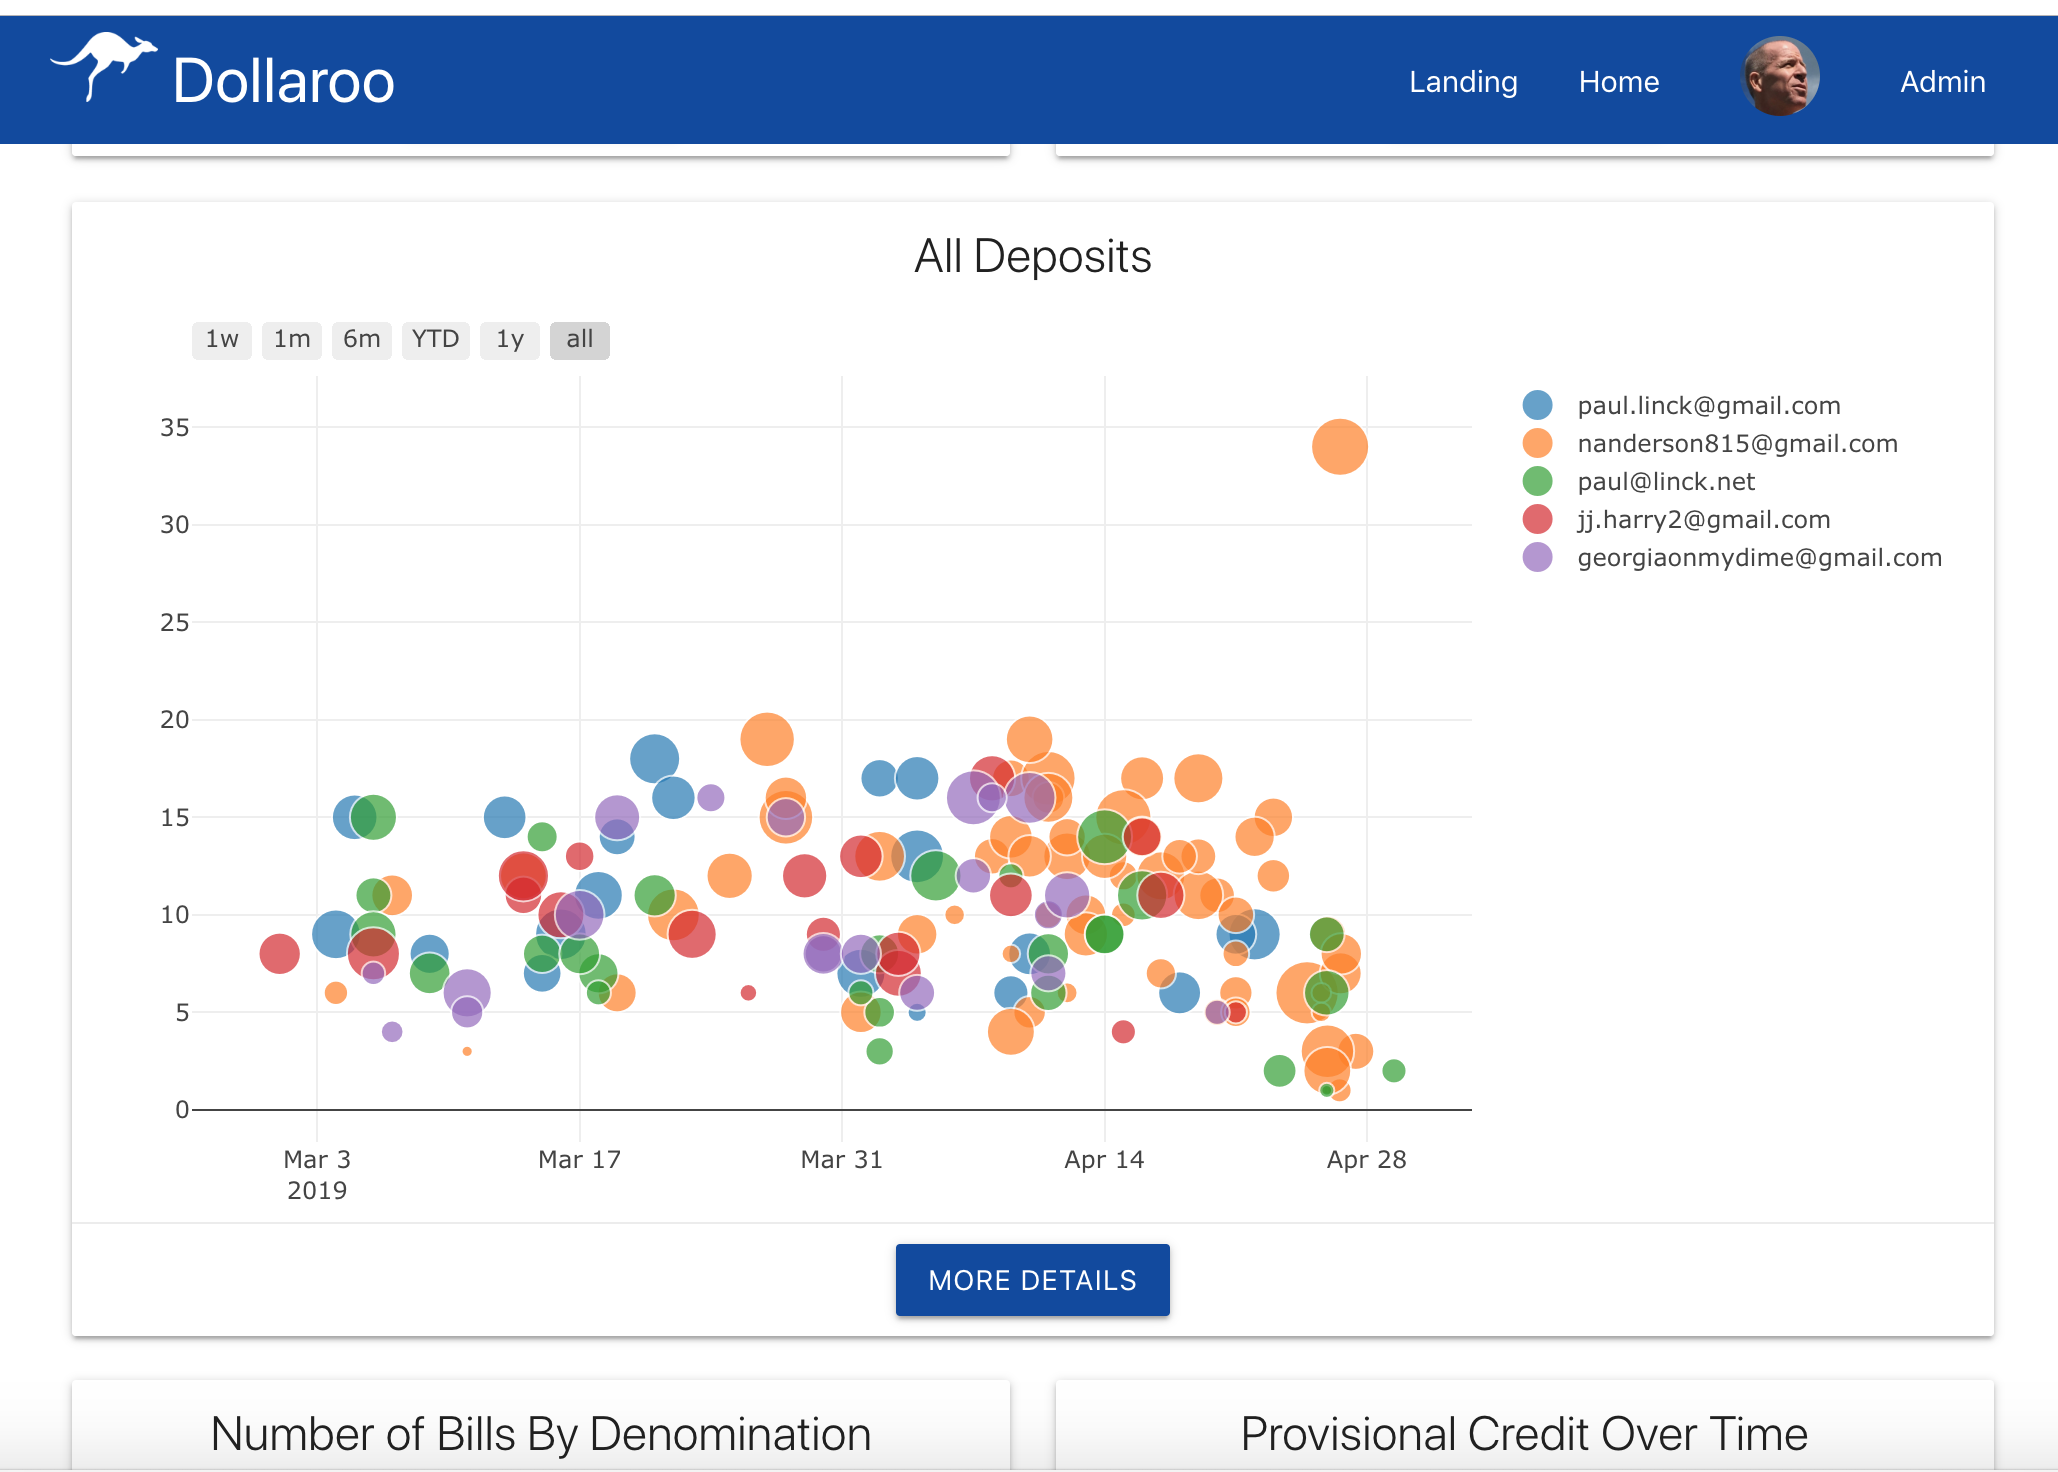 Dollaroo
Landing Home Admin
All Deposits
1w 1m 6m YTD 1y all
35
30
25
20
15
10
5
0
Mar 3 Mar 17 Mar 31 Apr 14 Apr 28
2019
paul.linck@gmail.com
nanderson815@gmail.com
paul@linck.net
jj.harry2@gmail.com
georgiaonmydime@gmail.com
MORE DETAILS
Number of Bills By Denomination
Provisional Credit Over Time